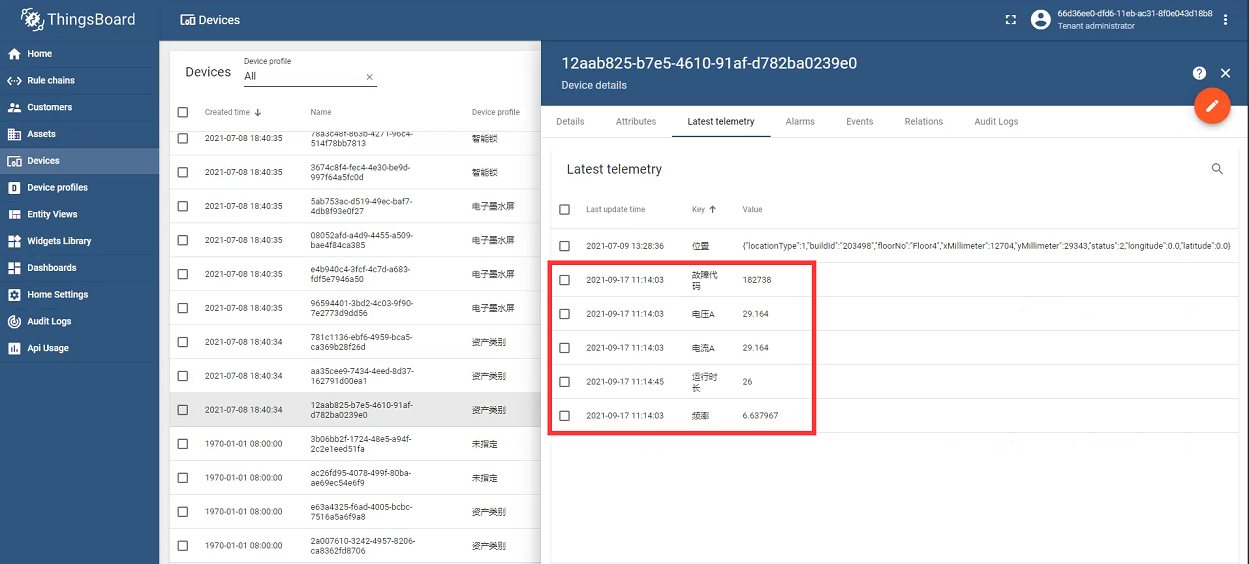 ThingsBoard
Devices
66d36ee0-dfd6-11eb-ac31-8f0e043d18b8
Tenant administrator
Home
Rule chains
Customers
Assets
Devices
Device profiles
Entity Views
Widgets Library
Dashboards
Home Settings
Audit Logs
Api Usage
Devices
Device profile
All
Created time
Name
Device profile
2021-07-08 18:40:35
78a3c48f-863b-4271-96c4-
514f78bb7813
智能锁
2021-07-08 18:40:35
3674c8f4-fec4-4e30-be9d-
997f64a5fc0d
智能锁
2021-07-08 18:40:35
5ab753ac-d519-49ec-baf7-
4db8f93e0f27
电子墨水屏
2021-07-08 18:40:35
08052afd-a4d9-4455-a509-
bae4f84ca385
电子墨水屏
2021-07-08 18:40:35
e4b940c4-3fcf-4c7d-a683-
fdf5e7946a50
电子墨水屏
2021-07-08 18:40:35
96594401-3bd2-4c03-9f90-
7e2773d9dd56
电子墨水屏
2021-07-08 18:40:34
781c1136-ebf6-4959-bca5-
ca369b28f26d
资产类别
2021-07-08 18:40:34
aa35cee9-7434-4eed-8d37-
162791d00ea1
资产类别
2021-07-08 18:40:34
12aab825-b7e5-4610-91af-
d782ba0239e0
资产类别
1970-01-01 08:00:00
3b06bb2f-1724-48e5-a94f-
2c2e1eed51fa
未指定
1970-01-01 08:00:00
ac26fd95-4078-499f-80ba-
ae69ec54e6f9
未指定
1970-01-01 08:00:00
e63a4325-f6ad-4005-bcbc-
7516a5a6f9a8
资产类别
1970-01-01 08:00:00
2a007610-3242-4957-8206-
ca8362fd8706
资产类别
12aab825-b7e5-4610-91af-d782ba0239e0
Device details
Details
Attributes
Latest telemetry
Alarms
Events
Relations
Audit Logs
Latest telemetry
Last update time
Key
Value
2021-07-09 13:28:36
位置
{"locationType":1,"buildId":"203498","floorNo":"Floor4","xMillimeter":12704,"yMillimeter":29343,"status":2,"longitude":0.0,"latitude":0.0}
2021-09-17 11:14:03
故障代
码
182738
2021-09-17 11:14:03
电压A
29.164
2021-09-17 11:14:03
电流A
29.164
2021-09-17 11:14:45
运行时
长
26
2021-09-17 11:14:03
频率
6.637967